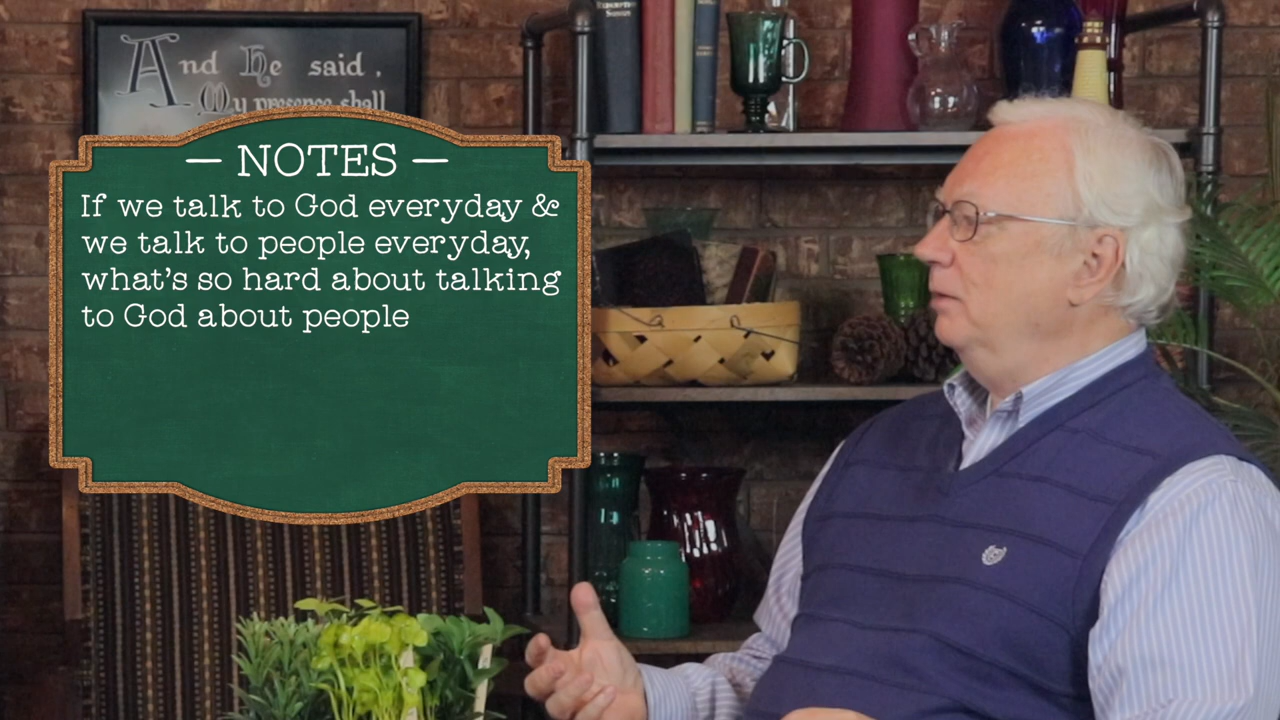 And He said,
My presence shall
— NOTES —
If we talk to God everyday &
we talk to people everyday,
what's so hard about talking
to God about people